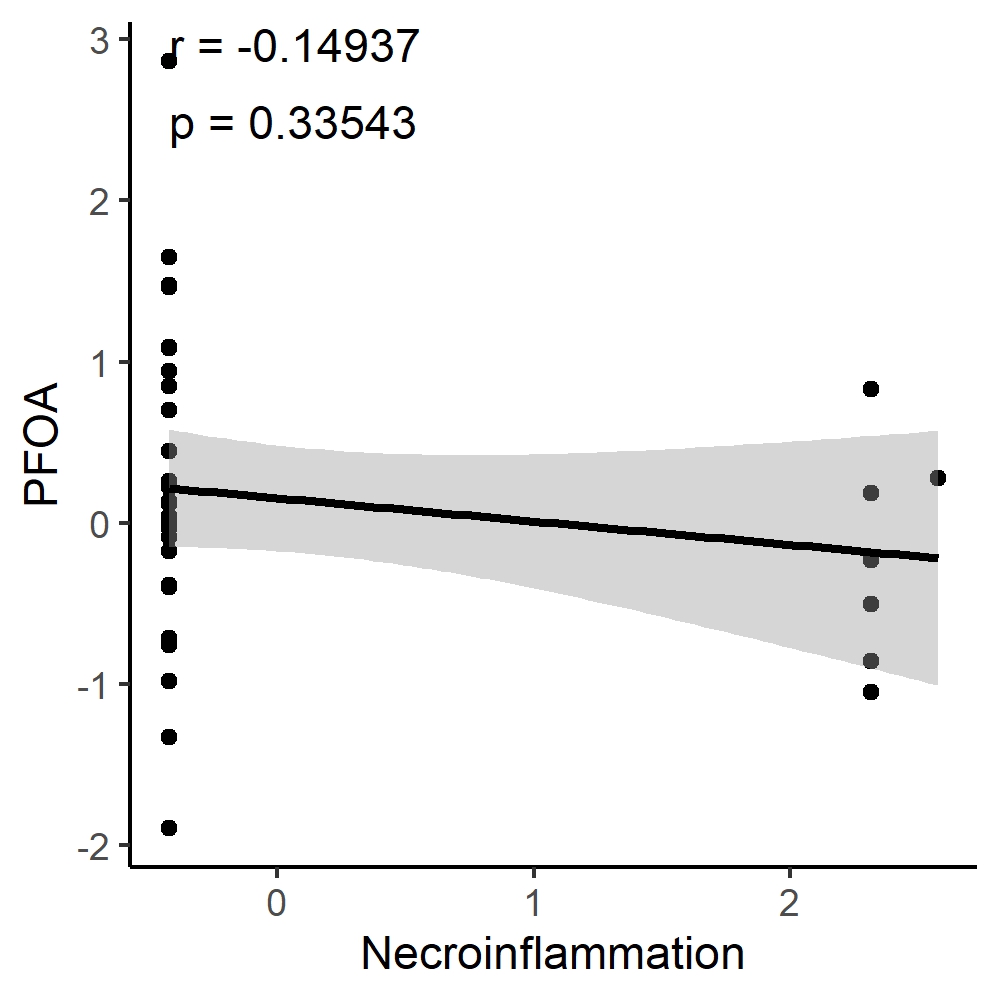 r = -0.14937
p = 0.33543
3
2
1
0
-1
-2
PFOA
0 1 2
Necroinflammation